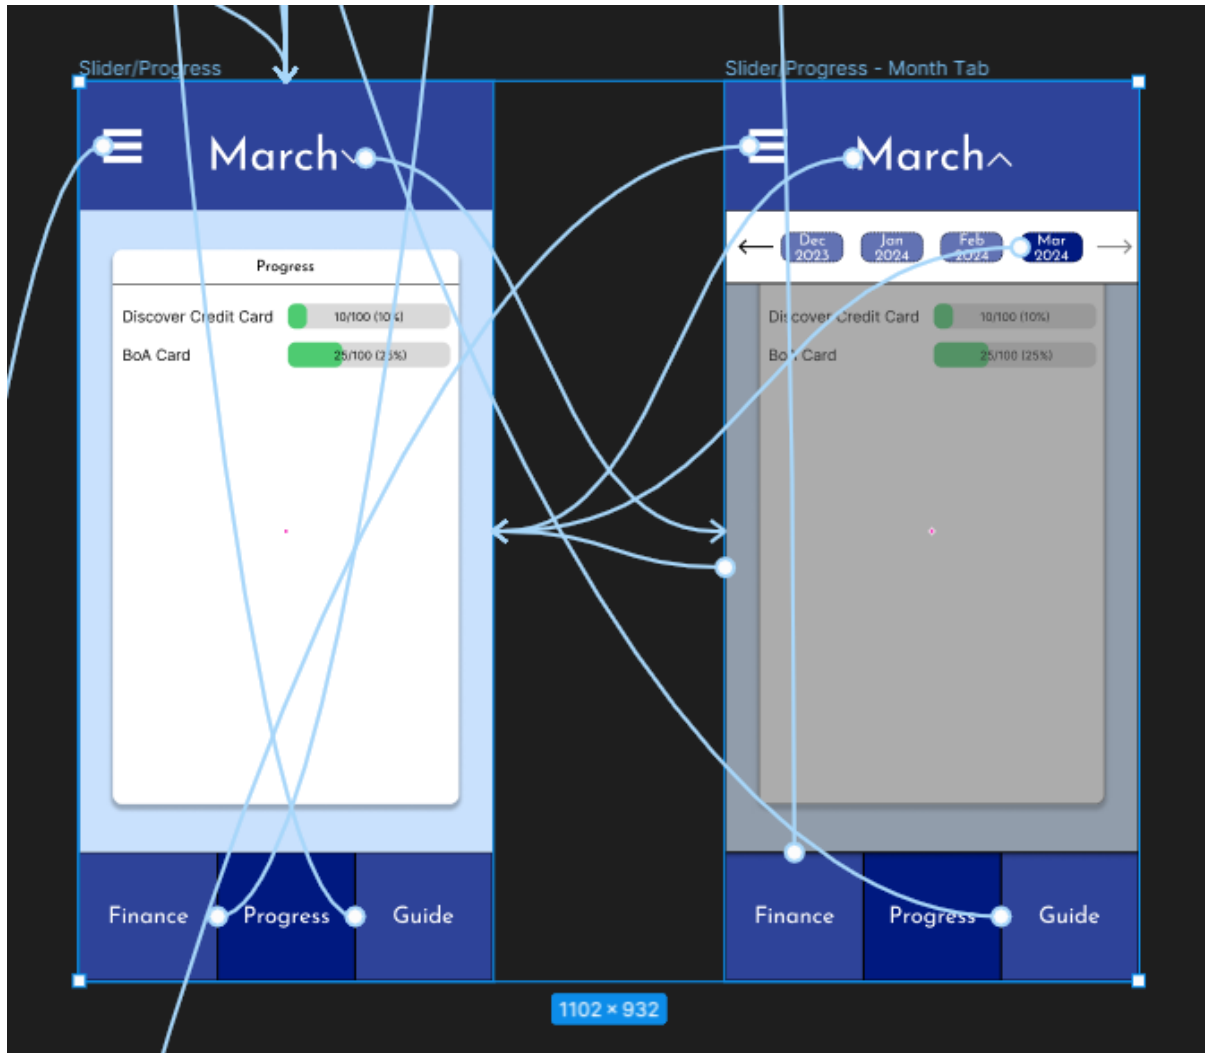 Slider/Progress
Slider/Progress - Month Tab
March
March
Dec 2023
Jan 2024
Feb 2024
Mar 2024
Progress
Discover Credit Card 10/100 (10%)
BoA Card 25/100 (25%)
Discover Credit Card 10/100 (10%)
BoA Card 25/100 (25%)
Finance Progress Guide
Finance Progress Guide
1102 × 932